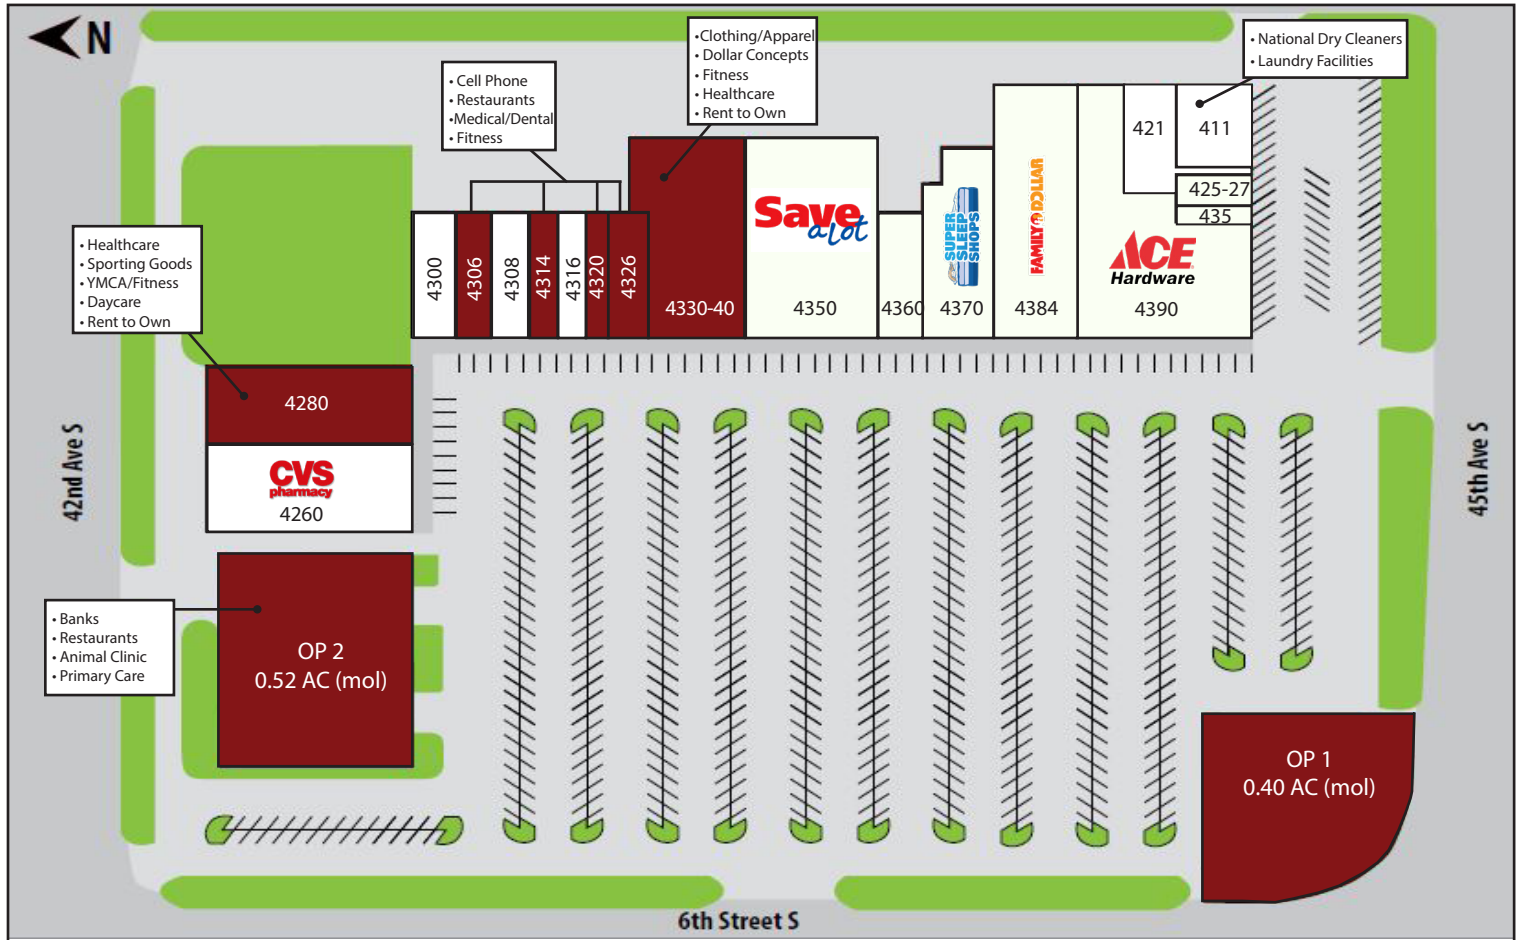 N
•Clothing/Apparel
• Dollar Concepts
• Fitness
• Healthcare
• Rent to Own
• National Dry Cleaners
• Laundry Facilities
• Cell Phone
• Restaurants
•Medical/Dental
• Fitness
421
411
425-27
435
• Healthcare
• Sporting Goods
• YMCA/Fitness
• Daycare
• Rent to Own
4300
4306
4308
4314
4316
4320
4326
4330-40
Save
a Lot
4350
4360
SUPER
SLEEP
SHOPS
4370
FAMILY DOLLAR
4384
ACE
Hardware
4390
4280
CVS
pharmacy
4260
42nd Ave S
45th Ave S
• Banks
• Restaurants
• Animal Clinic
• Primary Care
OP 2
0.52 AC (mol)
OP 1
0.40 AC (mol)
6th Street S